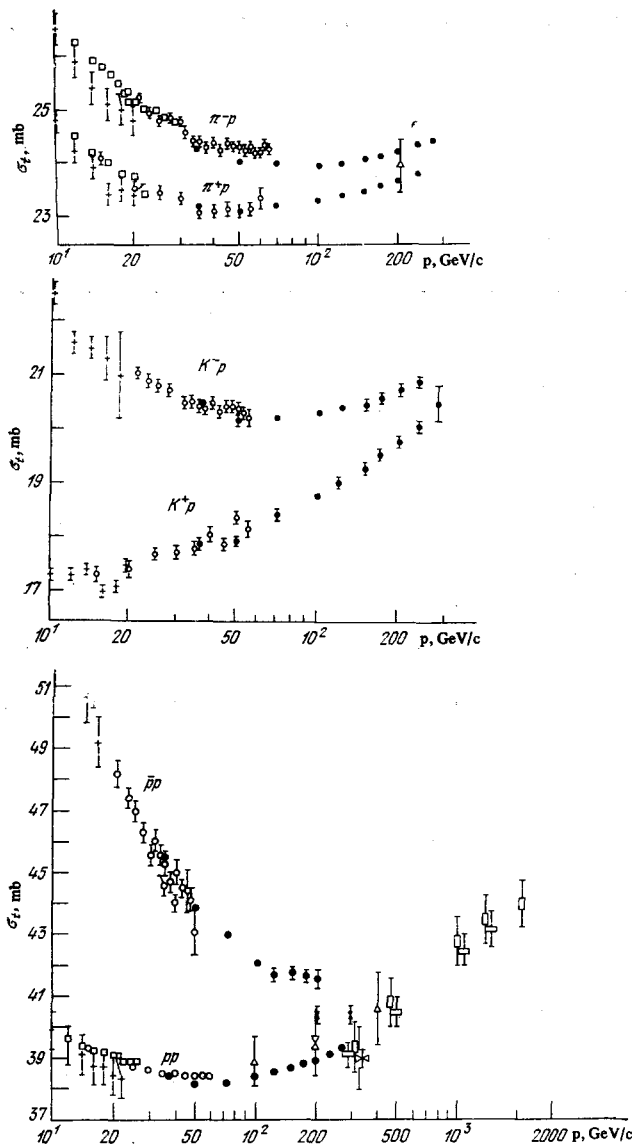 σt, mb
25
23
π−p
π+p
10¹ 20 50 10² 200 p, GeV/c
σt, mb
21
19
17
K−p
K+p
10¹ 20 50 10² 200 p, GeV/c
σt, mb
51
49
47
45
43
41
39
37
p̄p
pp
10¹ 20 50 10² 200 500 10³ 2000 p, GeV/c